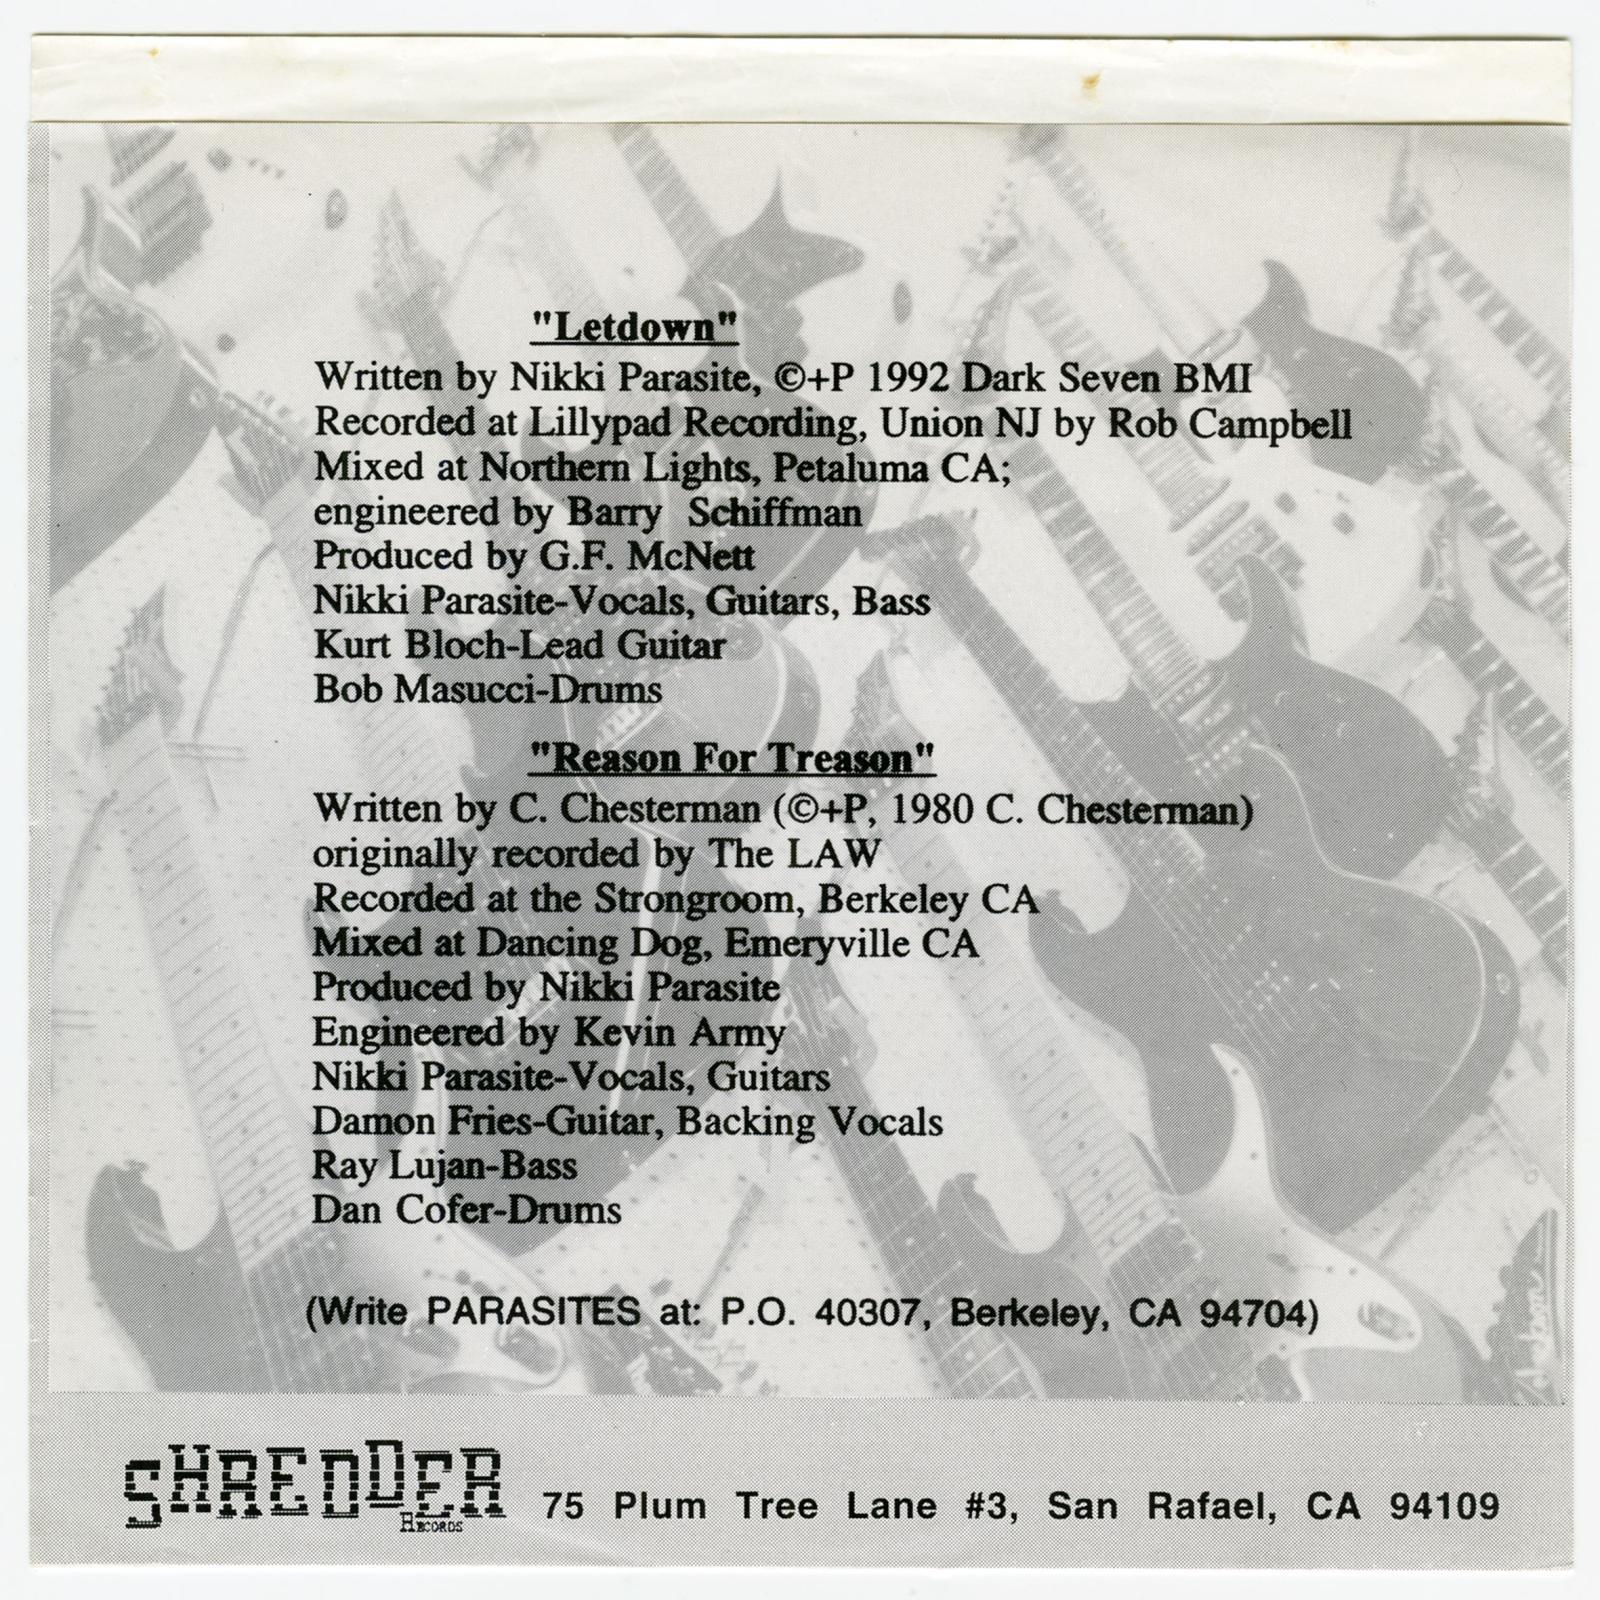 "Letdown"
Written by Nikki Parasite, ©+P 1992 Dark Seven BMI
Recorded at Lillypad Recording, Union NJ by Rob Campbell
Mixed at Northern Lights, Petaluma CA;
engineered by Barry Schiffman
Produced by G.F. McNett
Nikki Parasite-Vocals, Guitars, Bass
Kurt Bloch-Lead Guitar
Bob Masucci-Drums
"Reason For Treason"
Written by C. Chesterman (©+P, 1980 C. Chesterman)
originally recorded by The LAW
Recorded at the Strongroom, Berkeley CA
Mixed at Dancing Dog, Emeryville CA
Produced by Nikki Parasite
Engineered by Kevin Army
Nikki Parasite-Vocals, Guitars
Damon Fries-Guitar, Backing Vocals
Ray Lujan-Bass
Dan Cofer-Drums
(Write PARASITES at: P.O. 40307, Berkeley, CA 94704)
SHREDDER
RECORDS
75 Plum Tree Lane #3, San Rafael, CA 94109